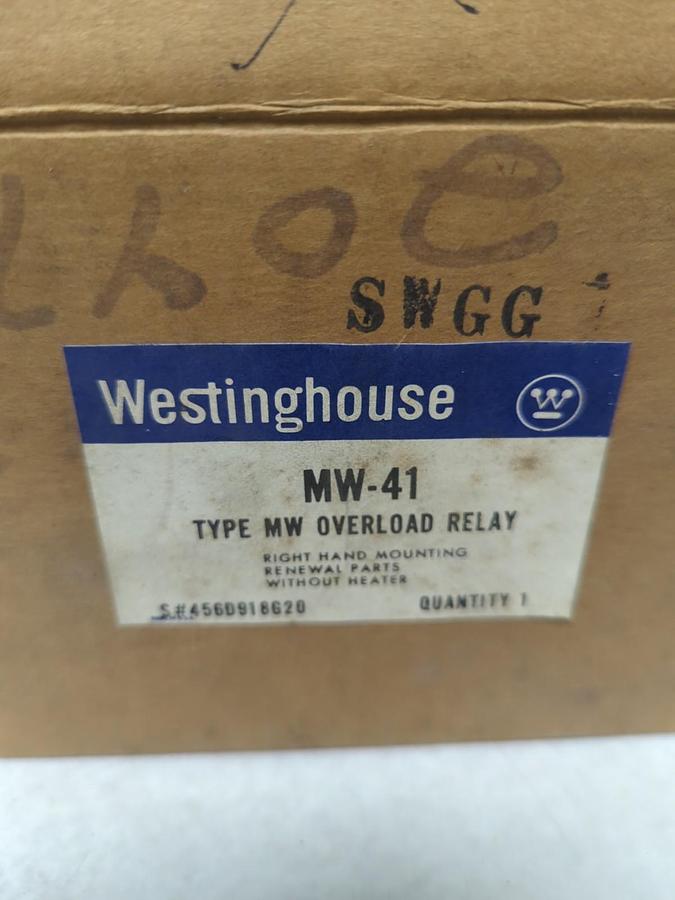 SWGG
Westinghouse
W
MW-41
TYPE MW OVERLOAD RELAY
RIGHT HAND MOUNTING
RENEWAL PARTS
WITHOUT HEATER
S#456D918G20 QUANTITY 1